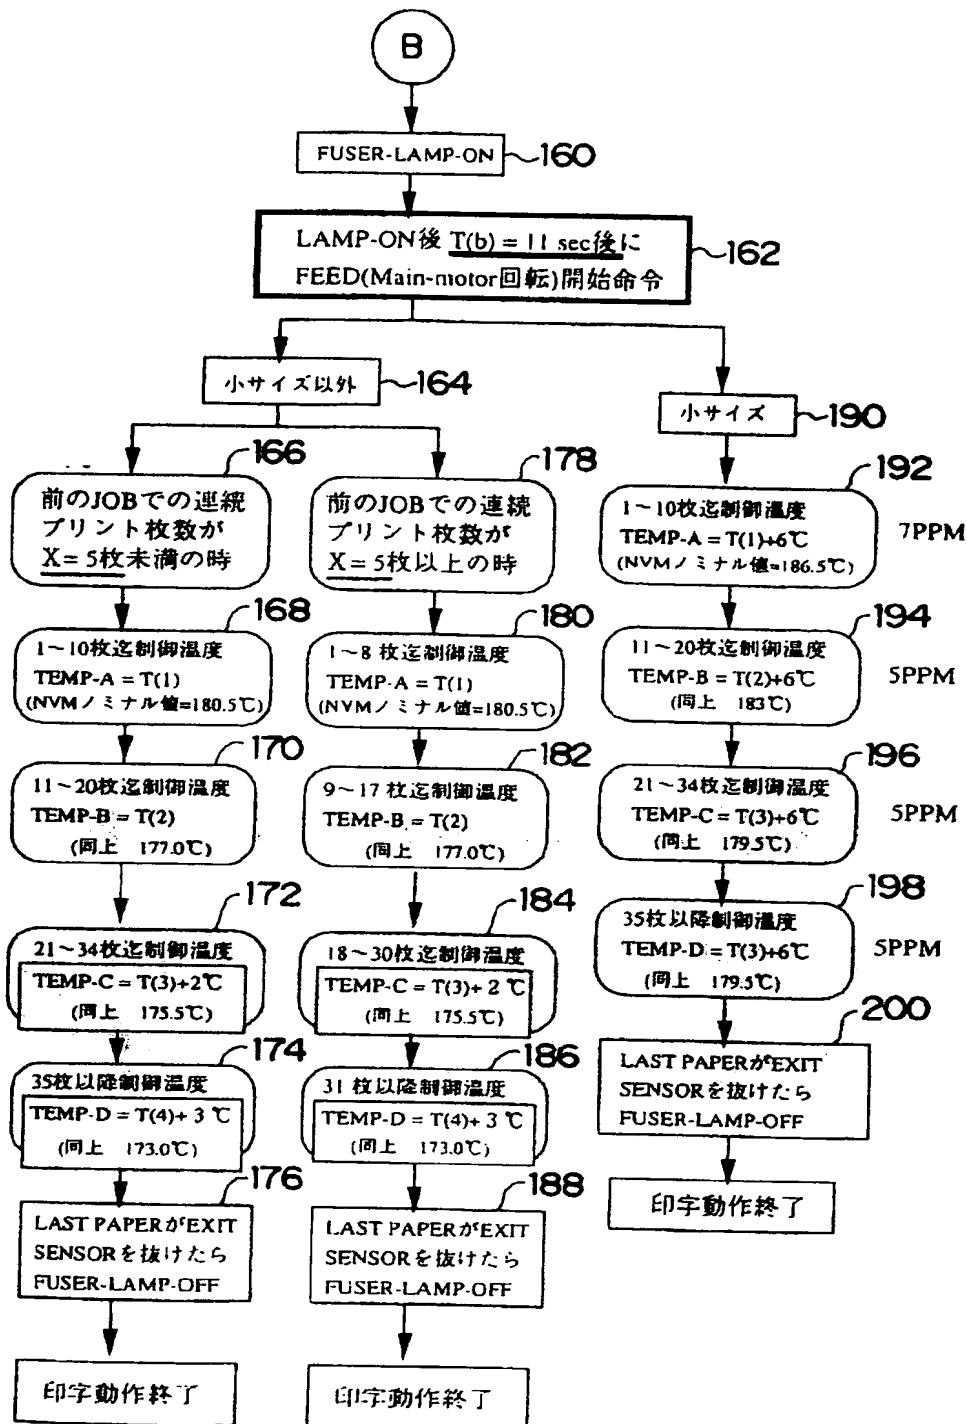 B
FUSER-LAMP-ON
160
LAMP-ON後 T(b) = 11 sec後に
FEED(Main-motor回転)開始命令
162
小サイズ以外
164
166
前のJOBでの連続
プリント枚数が
X = 5枚未満の時
168
1~10枚迄制御温度
TEMP-A = T(1)
(NVMノミナル値=180.5℃)
170
11~20枚迄制御温度
TEMP-B = T(2)
(同上 177.0℃)
172
21~34枚迄制御温度
TEMP-C = T(3)+2℃
(同上 175.5℃)
174
35枚以降制御温度
TEMP-D = T(4)+ 3 ℃
(同上 173.0℃)
176
LAST PAPERがEXIT
SENSORを抜けたら
FUSER-LAMP-OFF
印字動作終了
178
前のJOBでの連続
プリント枚数が
X = 5枚以上の時
180
1~8 枚迄制御温度
TEMP-A = T(1)
(NVMノミナル値=180.5℃)
182
9~17 枚迄制御温度
TEMP-B = T(2)
(同上 177.0℃)
184
18~30枚迄制御温度
TEMP-C = T(3)+ 2 ℃
(同上 175.5℃)
186
31 枚以降制御温度
TEMP-D = T(4)+ 3 ℃
(同上 173.0℃)
188
LAST PAPERがEXIT
SENSORを抜けたら
FUSER-LAMP-OFF
印字動作終了
小サイズ
190
192
1~10枚迄制御温度
TEMP-A = T(1)+6℃
(NVMノミナル値=186.5℃)
7PPM
194
11~20枚迄制御温度
TEMP-B = T(2)+6℃
(同上 183℃)
5PPM
196
21~34枚迄制御温度
TEMP-C = T(3)+6℃
(同上 179.5℃)
5PPM
198
35枚以降制御温度
TEMP-D = T(3)+6℃
(同上 179.5℃)
5PPM
200
LAST PAPERがEXIT
SENSORを抜けたら
FUSER-LAMP-OFF
印字動作終了